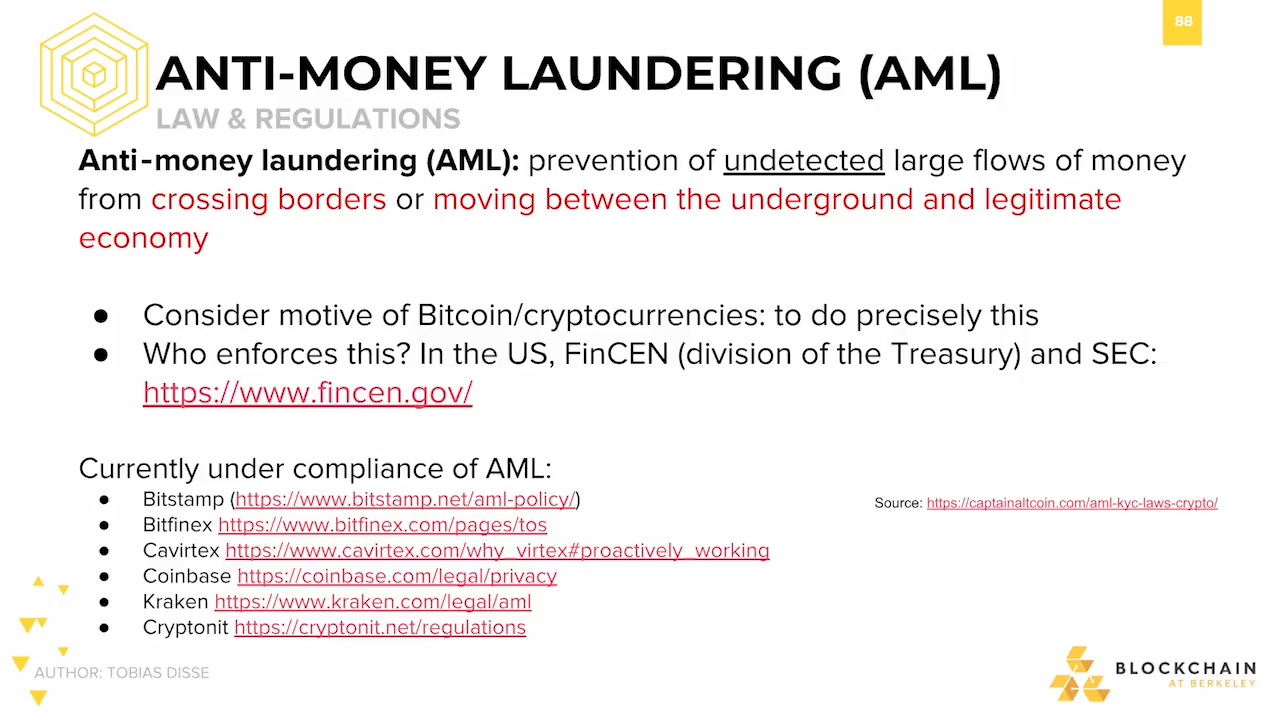 88
ANTI-MONEY LAUNDERING (AML)
LAW & REGULATIONS
Anti-money laundering (AML): prevention of undetected large flows of money
from crossing borders or moving between the underground and legitimate
economy
● Consider motive of Bitcoin/cryptocurrencies: to do precisely this
● Who enforces this? In the US, FinCEN (division of the Treasury) and SEC:
https://www.fincen.gov/
Currently under compliance of AML:
● Bitstamp (https://www.bitstamp.net/aml-policy/)
● Bitfinex https://www.bitfinex.com/pages/tos
● Cavirtex https://www.cavirtex.com/why_virtex#proactively_working
● Coinbase https://coinbase.com/legal/privacy
● Kraken https://www.kraken.com/legal/aml
● Cryptonit https://cryptonit.net/regulations
Source: https://captainaltcoin.com/aml-kyc-laws-crypto/
AUTHOR: TOBIAS DISSE
BLOCKCHAIN
AT BERKELEY